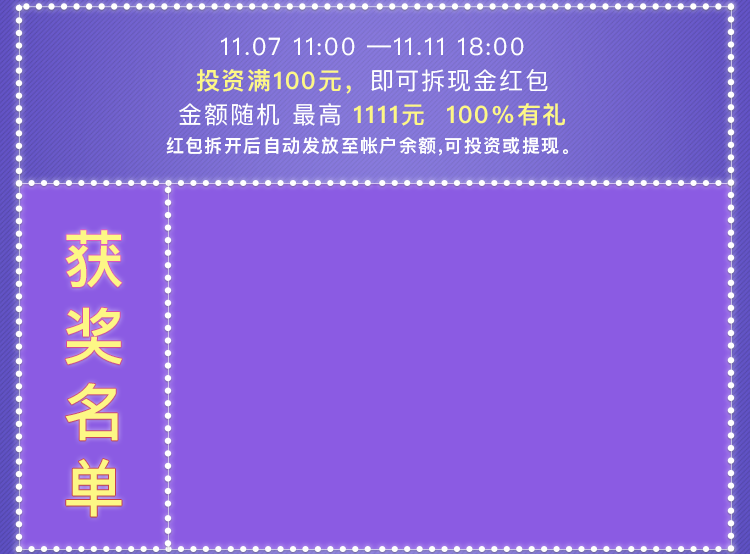 11.07 11:00 —11.11 18:00
投资满100元，即可拆现金红包
金额随机 最高 1111元 100%有礼
红包拆开后自动发放至帐户余额,可投资或提现。
获奖名单